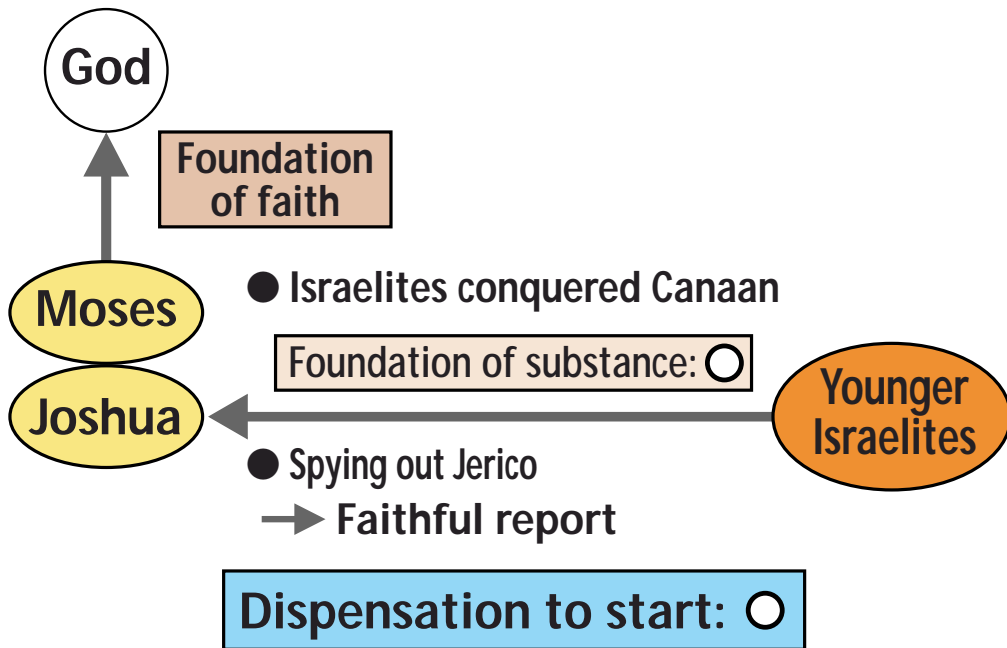 God
Foundation
of faith
Moses
● Israelites conquered Canaan
Foundation of substance: ○
Joshua
Younger
Israelites
● Spying out Jerico
→ Faithful report
Dispensation to start: ○